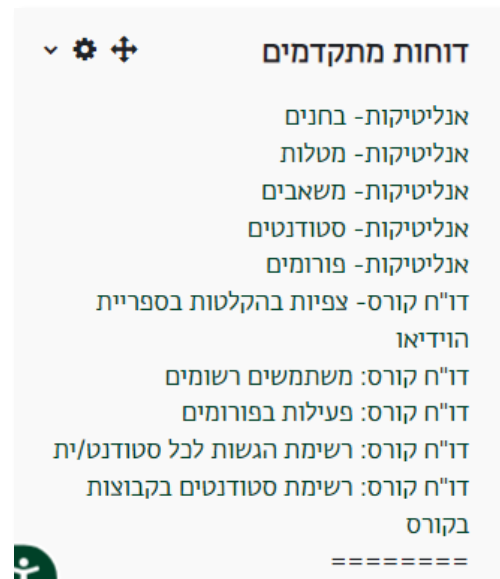 דוחות מתקדמים
אנליטיקות- בחנים
אנליטיקות- מטלות
אנליטיקות- משאבים
אנליטיקות- סטודנטים
אנליטיקות- פורומים
דו"ח קורס- צפיות בהקלטות בספריית
הוידיאו
דו"ח קורס: משתמשים רשומים
דו"ח קורס: פעילות בפורומים
דו"ח קורס: רשימת הגשות לכל סטודנט/ית
דו"ח קורס: רשימת סטודנטים בקבוצות
בקורס
========